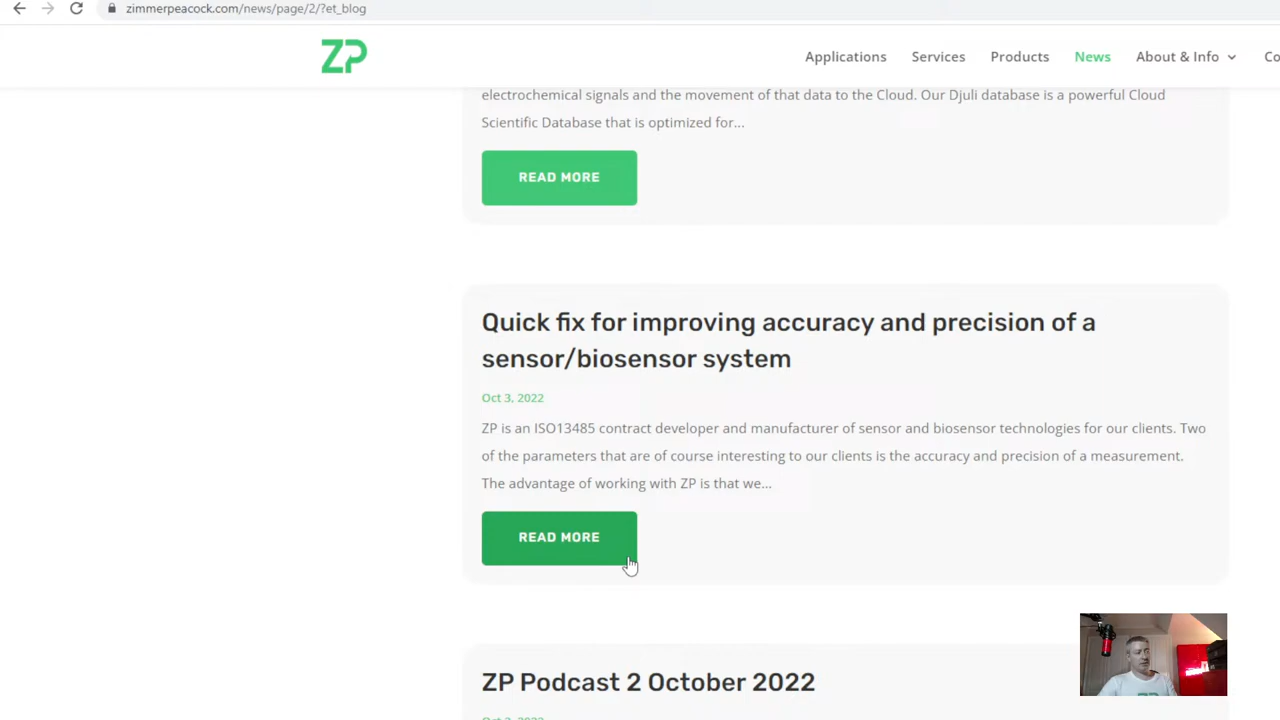 zimmerpeacock.com/news/page/2/?et_blog
ZP
Applications Services Products News About & Info Co
electrochemical signals and the movement of that data to the Cloud. Our Djuli database is a powerful Cloud
Scientific Database that is optimized for...
READ MORE
Quick fix for improving accuracy and precision of a
sensor/biosensor system
Oct 3, 2022
ZP is an ISO13485 contract developer and manufacturer of sensor and biosensor technologies for our clients. Two
of the parameters that are of course interesting to our clients is the accuracy and precision of a measurement.
The advantage of working with ZP is that we...
READ MORE
ZP Podcast 2 October 2022
Oct 3, 2022